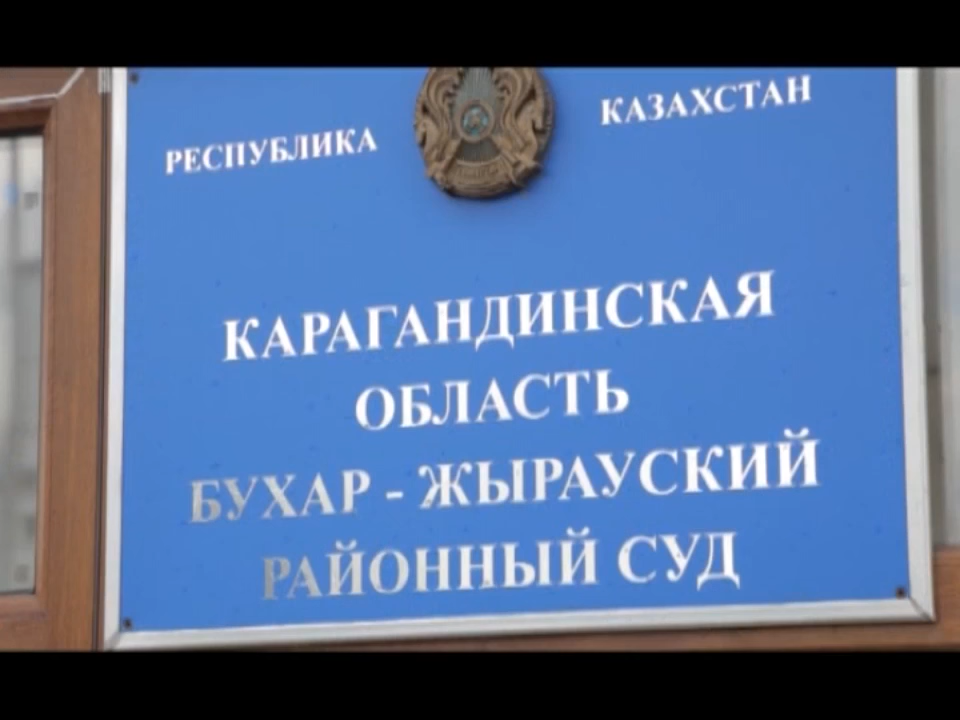 РЕСПУБЛИКА КАЗАХСТАН
КАРАГАНДИНСКАЯ
ОБЛАСТЬ
БУХАР - ЖЫРАУСКИЙ
РАЙОННЫЙ СУД